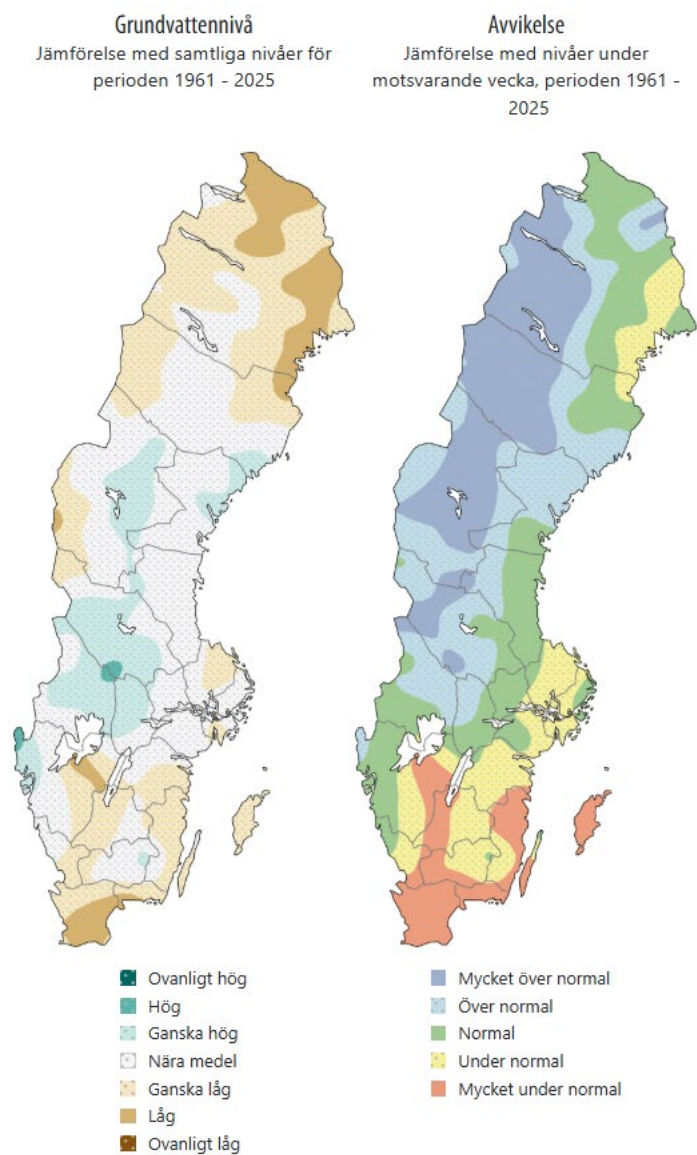 Grundvattennivå
Jämförelse med samtliga nivåer för
perioden 1961 - 2025
Avvikelse
Jämförelse med nivåer under
motsvarande vecka, perioden 1961 -
2025
Ovanligt hög
Hög
Ganska hög
Nära medel
Ganska låg
Låg
Ovanligt låg
Mycket över normal
Över normal
Normal
Under normal
Mycket under normal